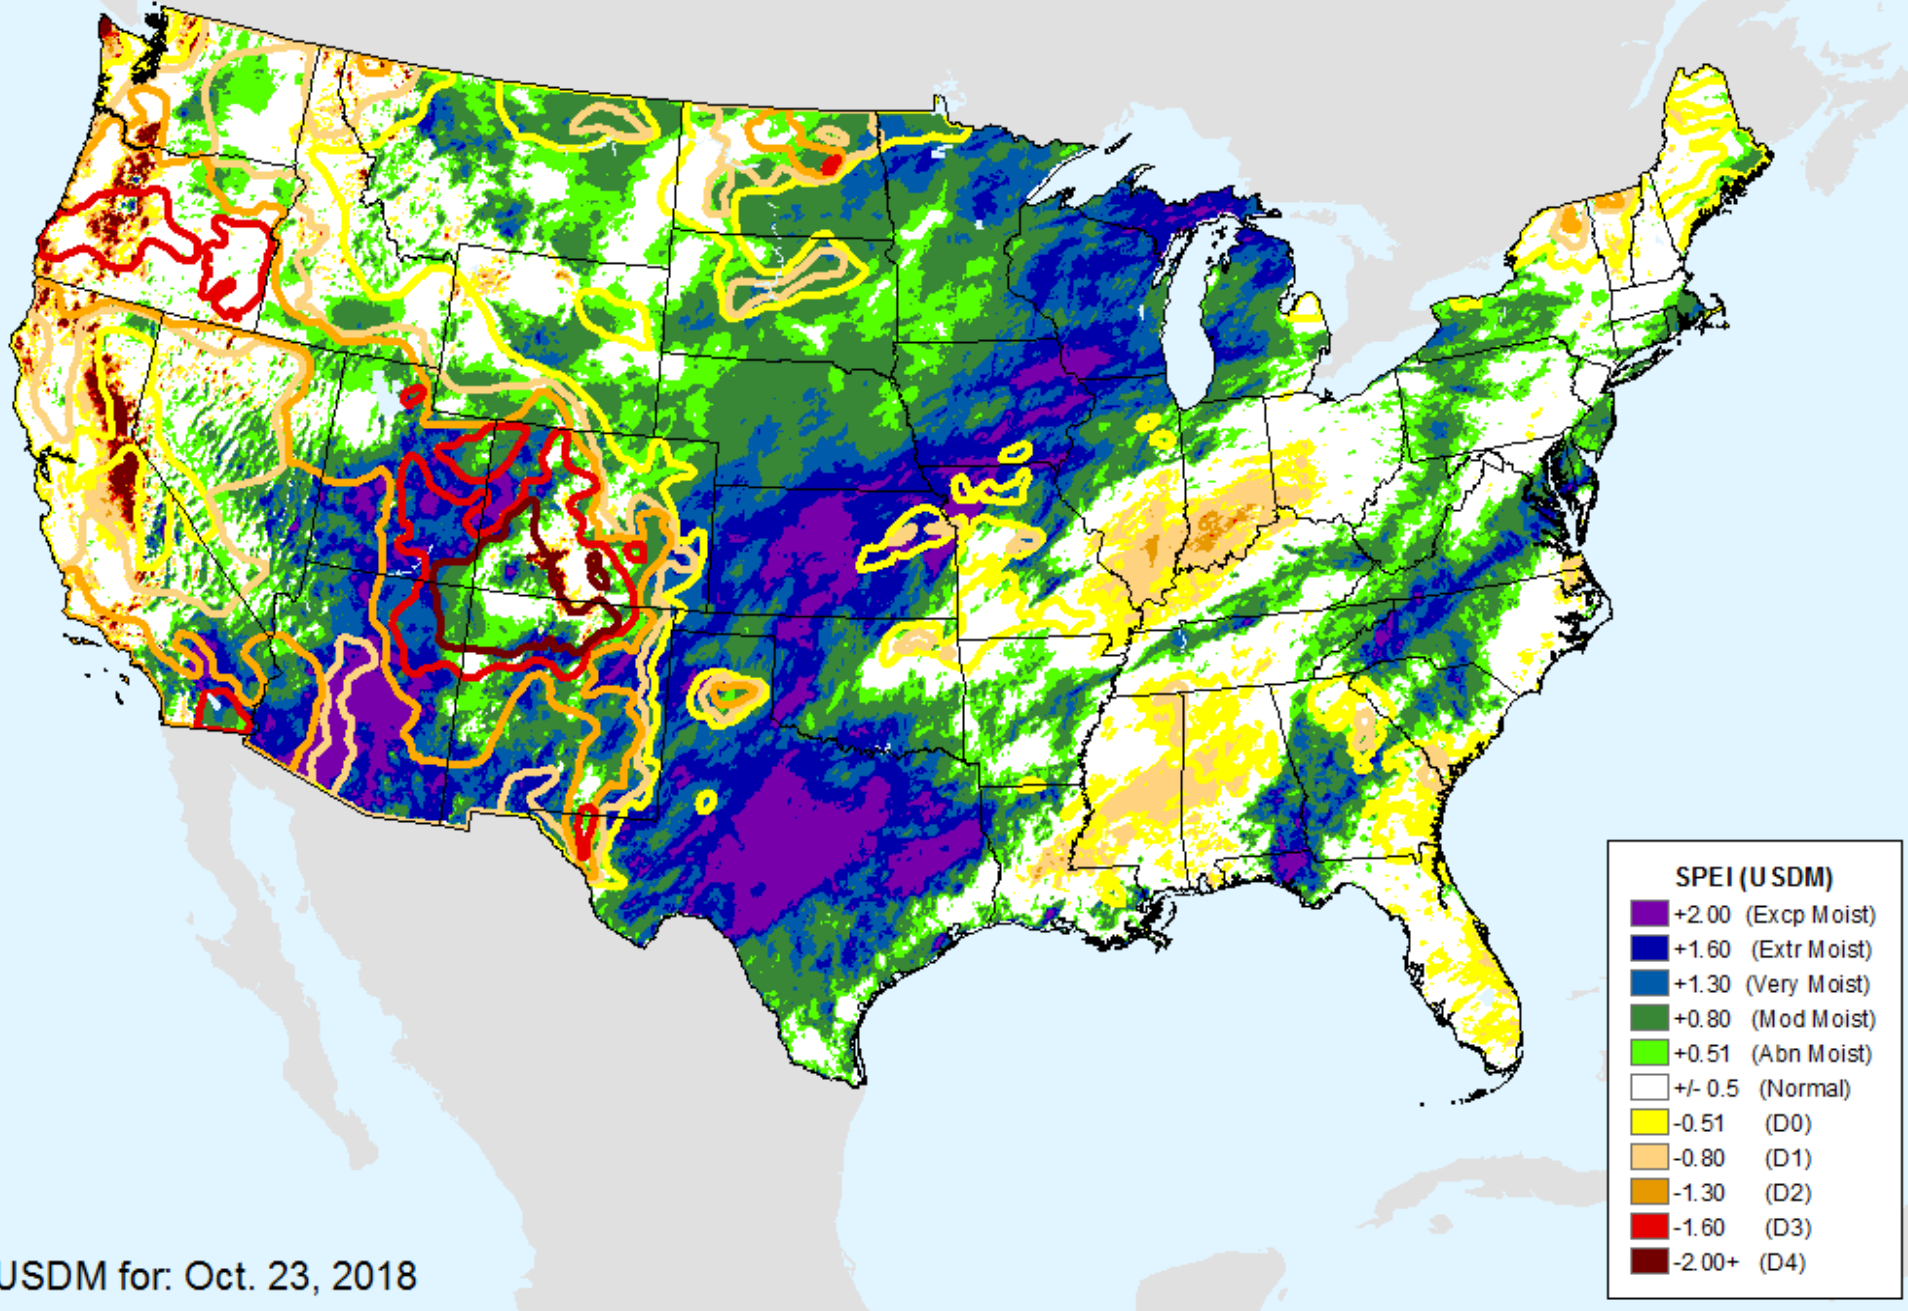 SPEI (USDM)
+2.00 (Excp Moist)
+1.60 (Extr Moist)
+1.30 (Very Moist)
+0.80 (Mod Moist)
+0.51 (Abn Moist)
+/- 0.5 (Normal)
-0.51 (D0)
-0.80 (D1)
-1.30 (D2)
-1.60 (D3)
-2.00+ (D4)
USDM for: Oct. 23, 2018